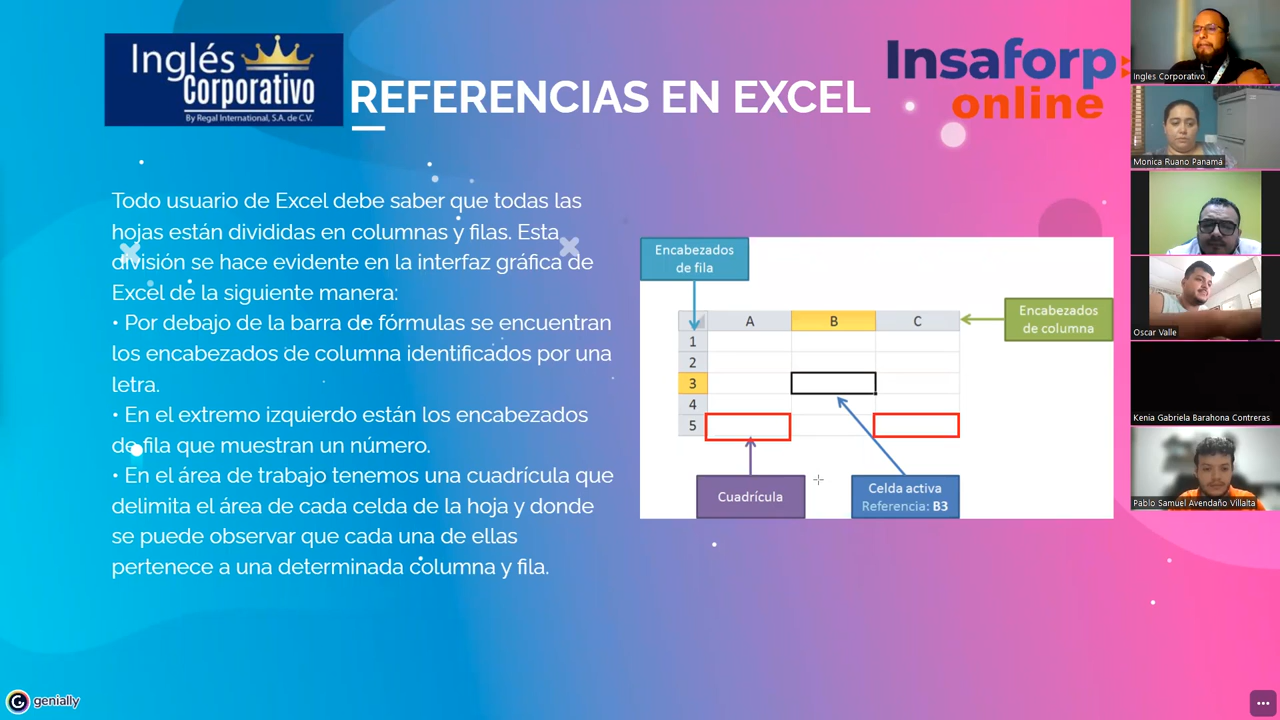 Inglés
Corporativo
By Regal International, S.A. de C.V.
REFERENCIAS EN EXCEL
Insaforp
online
Todo usuario de Excel debe saber que todas las
hojas están divididas en columnas y filas. Esta
división se hace evidente en la interfaz gráfica de
Excel de la siguiente manera:
• Por debajo de la barra de fórmulas se encuentran
los encabezados de columna identificados por una
letra.
• En el extremo izquierdo están los encabezados
de fila que muestran un número.
• En el área de trabajo tenemos una cuadrícula que
delimita el área de cada celda de la hoja y donde
se puede observar que cada una de ellas
pertenece a una determinada columna y fila.
Encabezados
de fila
Encabezados
de columna
A B C
1
2
3
4
5
Cuadrícula
Celda activa
Referencia: B3
Ingles Corporativo
Monica Ruano Panamá
Oscar Valle
Kenia Gabriela Barahona Contreras
Pablo Samuel Avendaño Villalta
genially